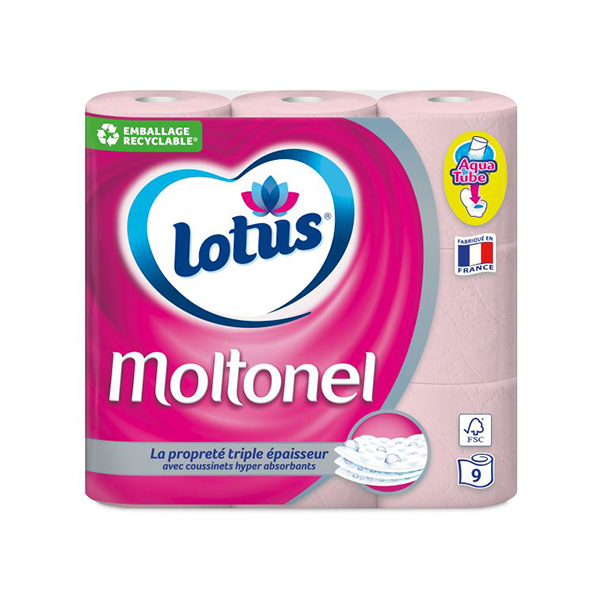 EMBALLAGE
RECYCLABLE
lotus®
Aqua
Tube
FABRIQUÉ EN
FRANCE
Moltonel
La propreté triple épaisseur
avec coussinets hyper absorbants
FSC
9